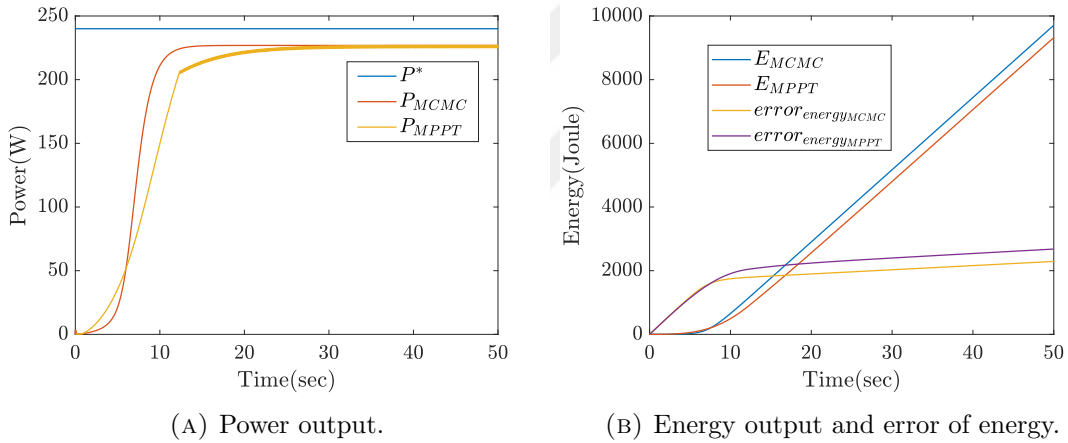 250
200
150
100
50
0
Power(W)
P*
P_MCMC
P_MPPT
0 10 20 30 40 50
Time(sec)
(A) Power output.
10000
8000
6000
4000
2000
0
Energy(Joule)
E_MCMC
E_MPPT
error_energy_MCMC
error_energy_MPPT
0 10 20 30 40 50
Time(sec)
(B) Energy output and error of energy.